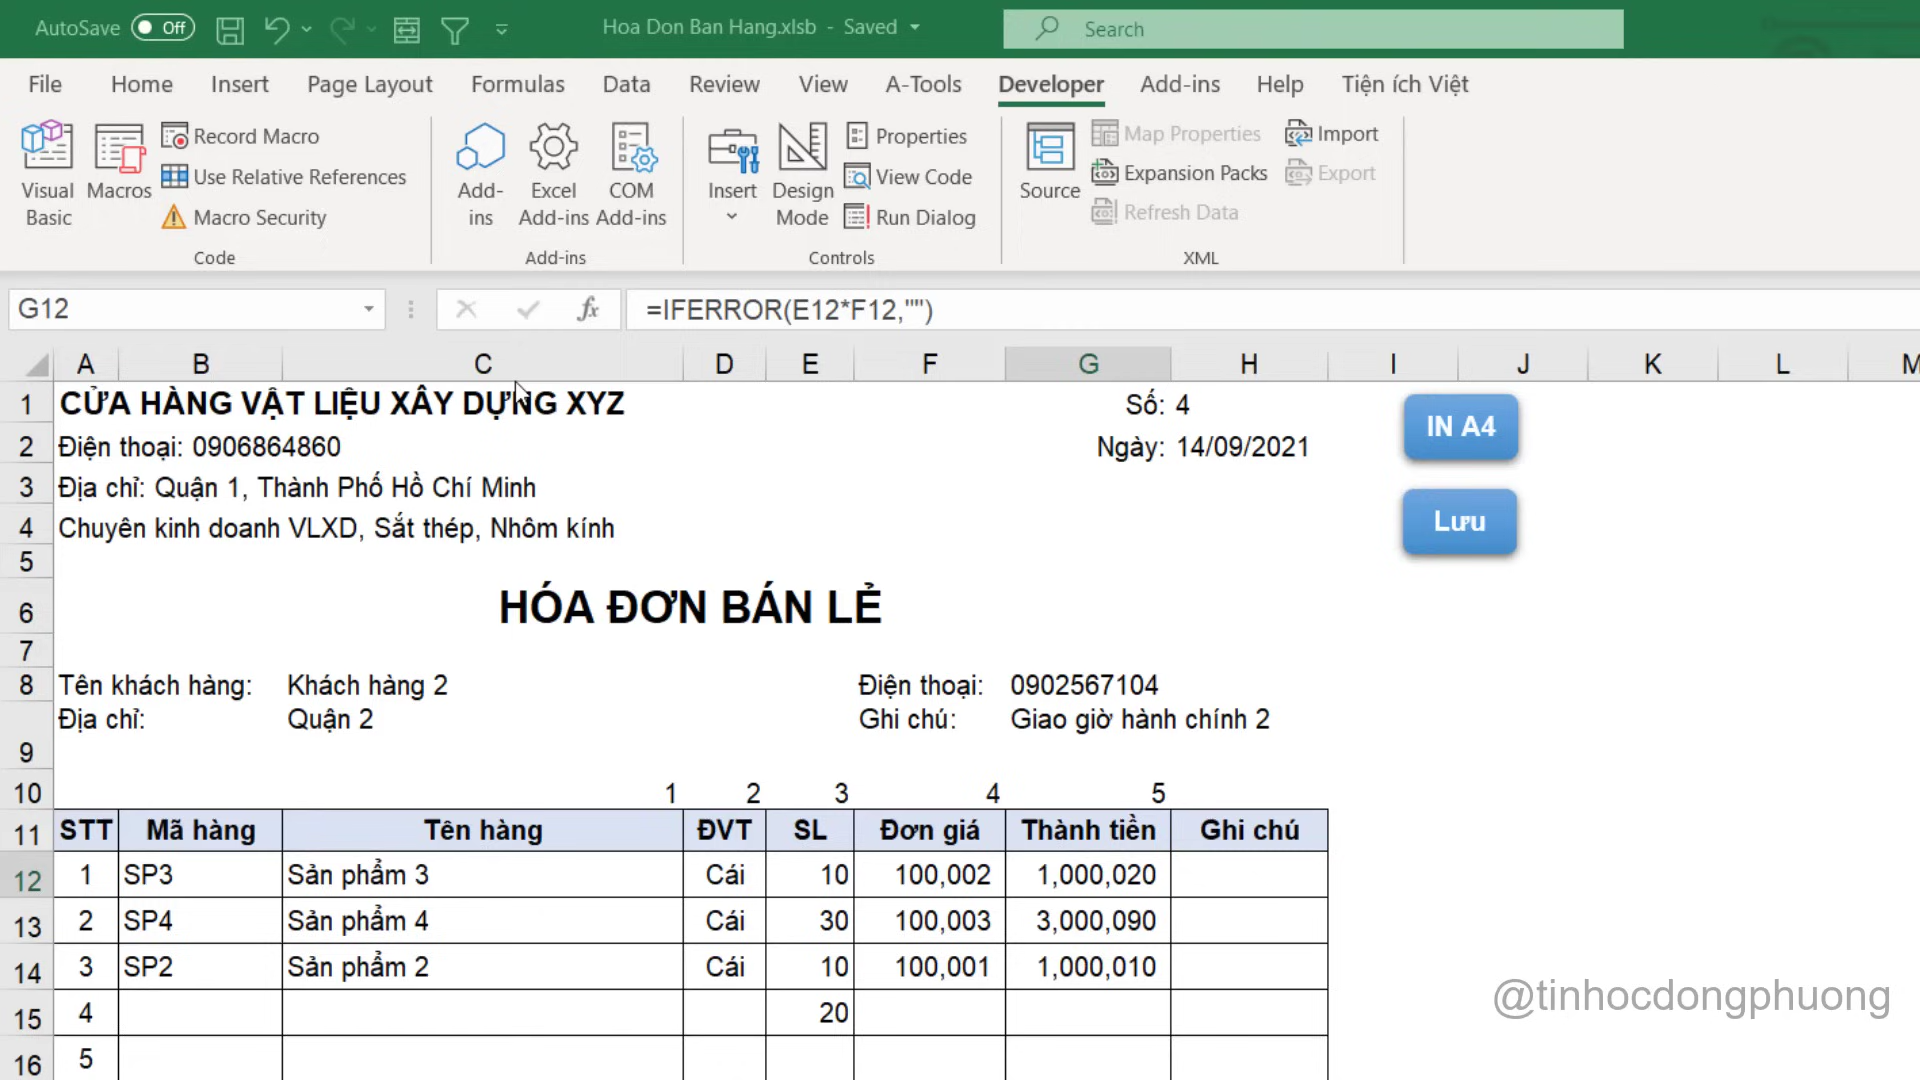 AutoSave Off Hoa Don Ban Hang.xlsb - Saved Search
File Home Insert Page Layout Formulas Data Review View A-Tools Developer Add-ins Help Tiện ích Việt
Visual Basic
Macros
Record Macro
Use Relative References
Macro Security
Code
Add-ins
Excel Add-ins
COM Add-ins
Add-ins
Insert
Design Mode
Properties
View Code
Run Dialog
Controls
Source
Map Properties
Expansion Packs
Refresh Data
Import
Export
XML
G12 fx =IFERROR(E12*F12,"")
A B C D E F G H I J K L M
1 CỬA HÀNG VẬT LIỆU XÂY DỰNG XYZ Số: 4 IN A4
2 Điện thoại: 0906864860 Ngày: 14/09/2021
3 Địa chỉ: Quận 1, Thành Phố Hồ Chí Minh
4 Chuyên kinh doanh VLXD, Sắt thép, Nhôm kính Lưu
5
6 HÓA ĐƠN BÁN LẺ
7
8 Tên khách hàng: Khách hàng 2 Điện thoại: 0902567104
9 Địa chỉ: Quận 2 Ghi chú: Giao giờ hành chính 2
10 1 2 3 4 5
11 STT Mã hàng Tên hàng ĐVT SL Đơn giá Thành tiền Ghi chú
12 1 SP3 Sản phẩm 3 Cái 10 100,002 1,000,020
13 2 SP4 Sản phẩm 4 Cái 30 100,003 3,000,090
14 3 SP2 Sản phẩm 2 Cái 10 100,001 1,000,010
15 4 20
16 5
@tinhocdongphuong